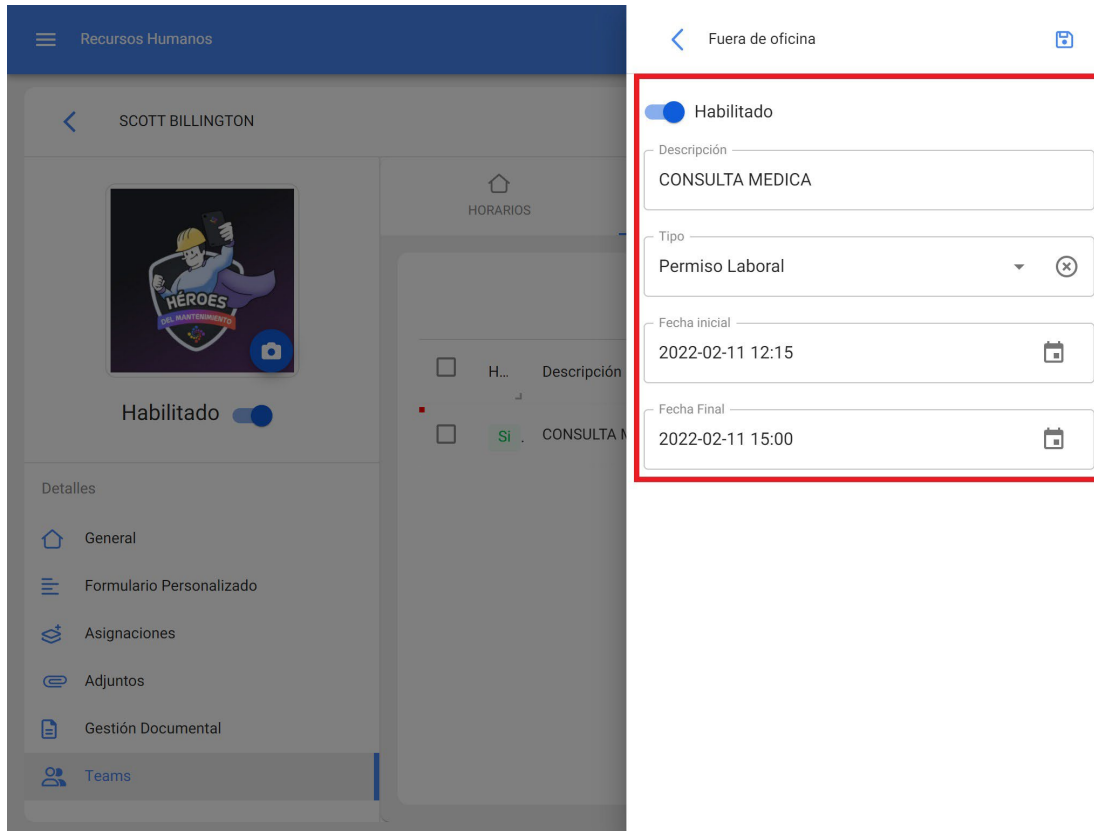 Recursos Humanos
SCOTT BILLINGTON
HÉROES
DEL MANTENIMIENTO
Habilitado
Detalles
General
Formulario Personalizado
Asignaciones
Adjuntos
Gestión Documental
Teams
HORARIOS
H... Descripción
Si . CONSULTA
Fuera de oficina
Habilitado
Descripción
CONSULTA MEDICA
Tipo
Permiso Laboral
Fecha inicial
2022-02-11 12:15
Fecha Final
2022-02-11 15:00